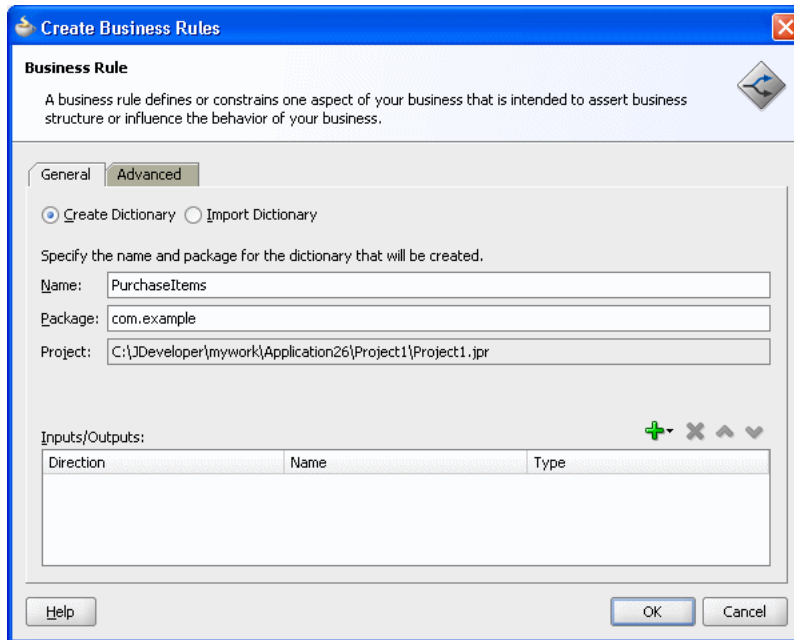 Create Business Rules
Business Rule
A business rule defines or constrains one aspect of your business that is intended to assert business
structure or influence the behavior of your business.
General Advanced
Create Dictionary Import Dictionary
Specify the name and package for the dictionary that will be created.
Name: PurchaseItems
Package: com.example
Project: C:\JDeveloper\mywork\Application26\Project1\Project1.jpr
Inputs/Outputs:
Direction Name Type
Help OK Cancel